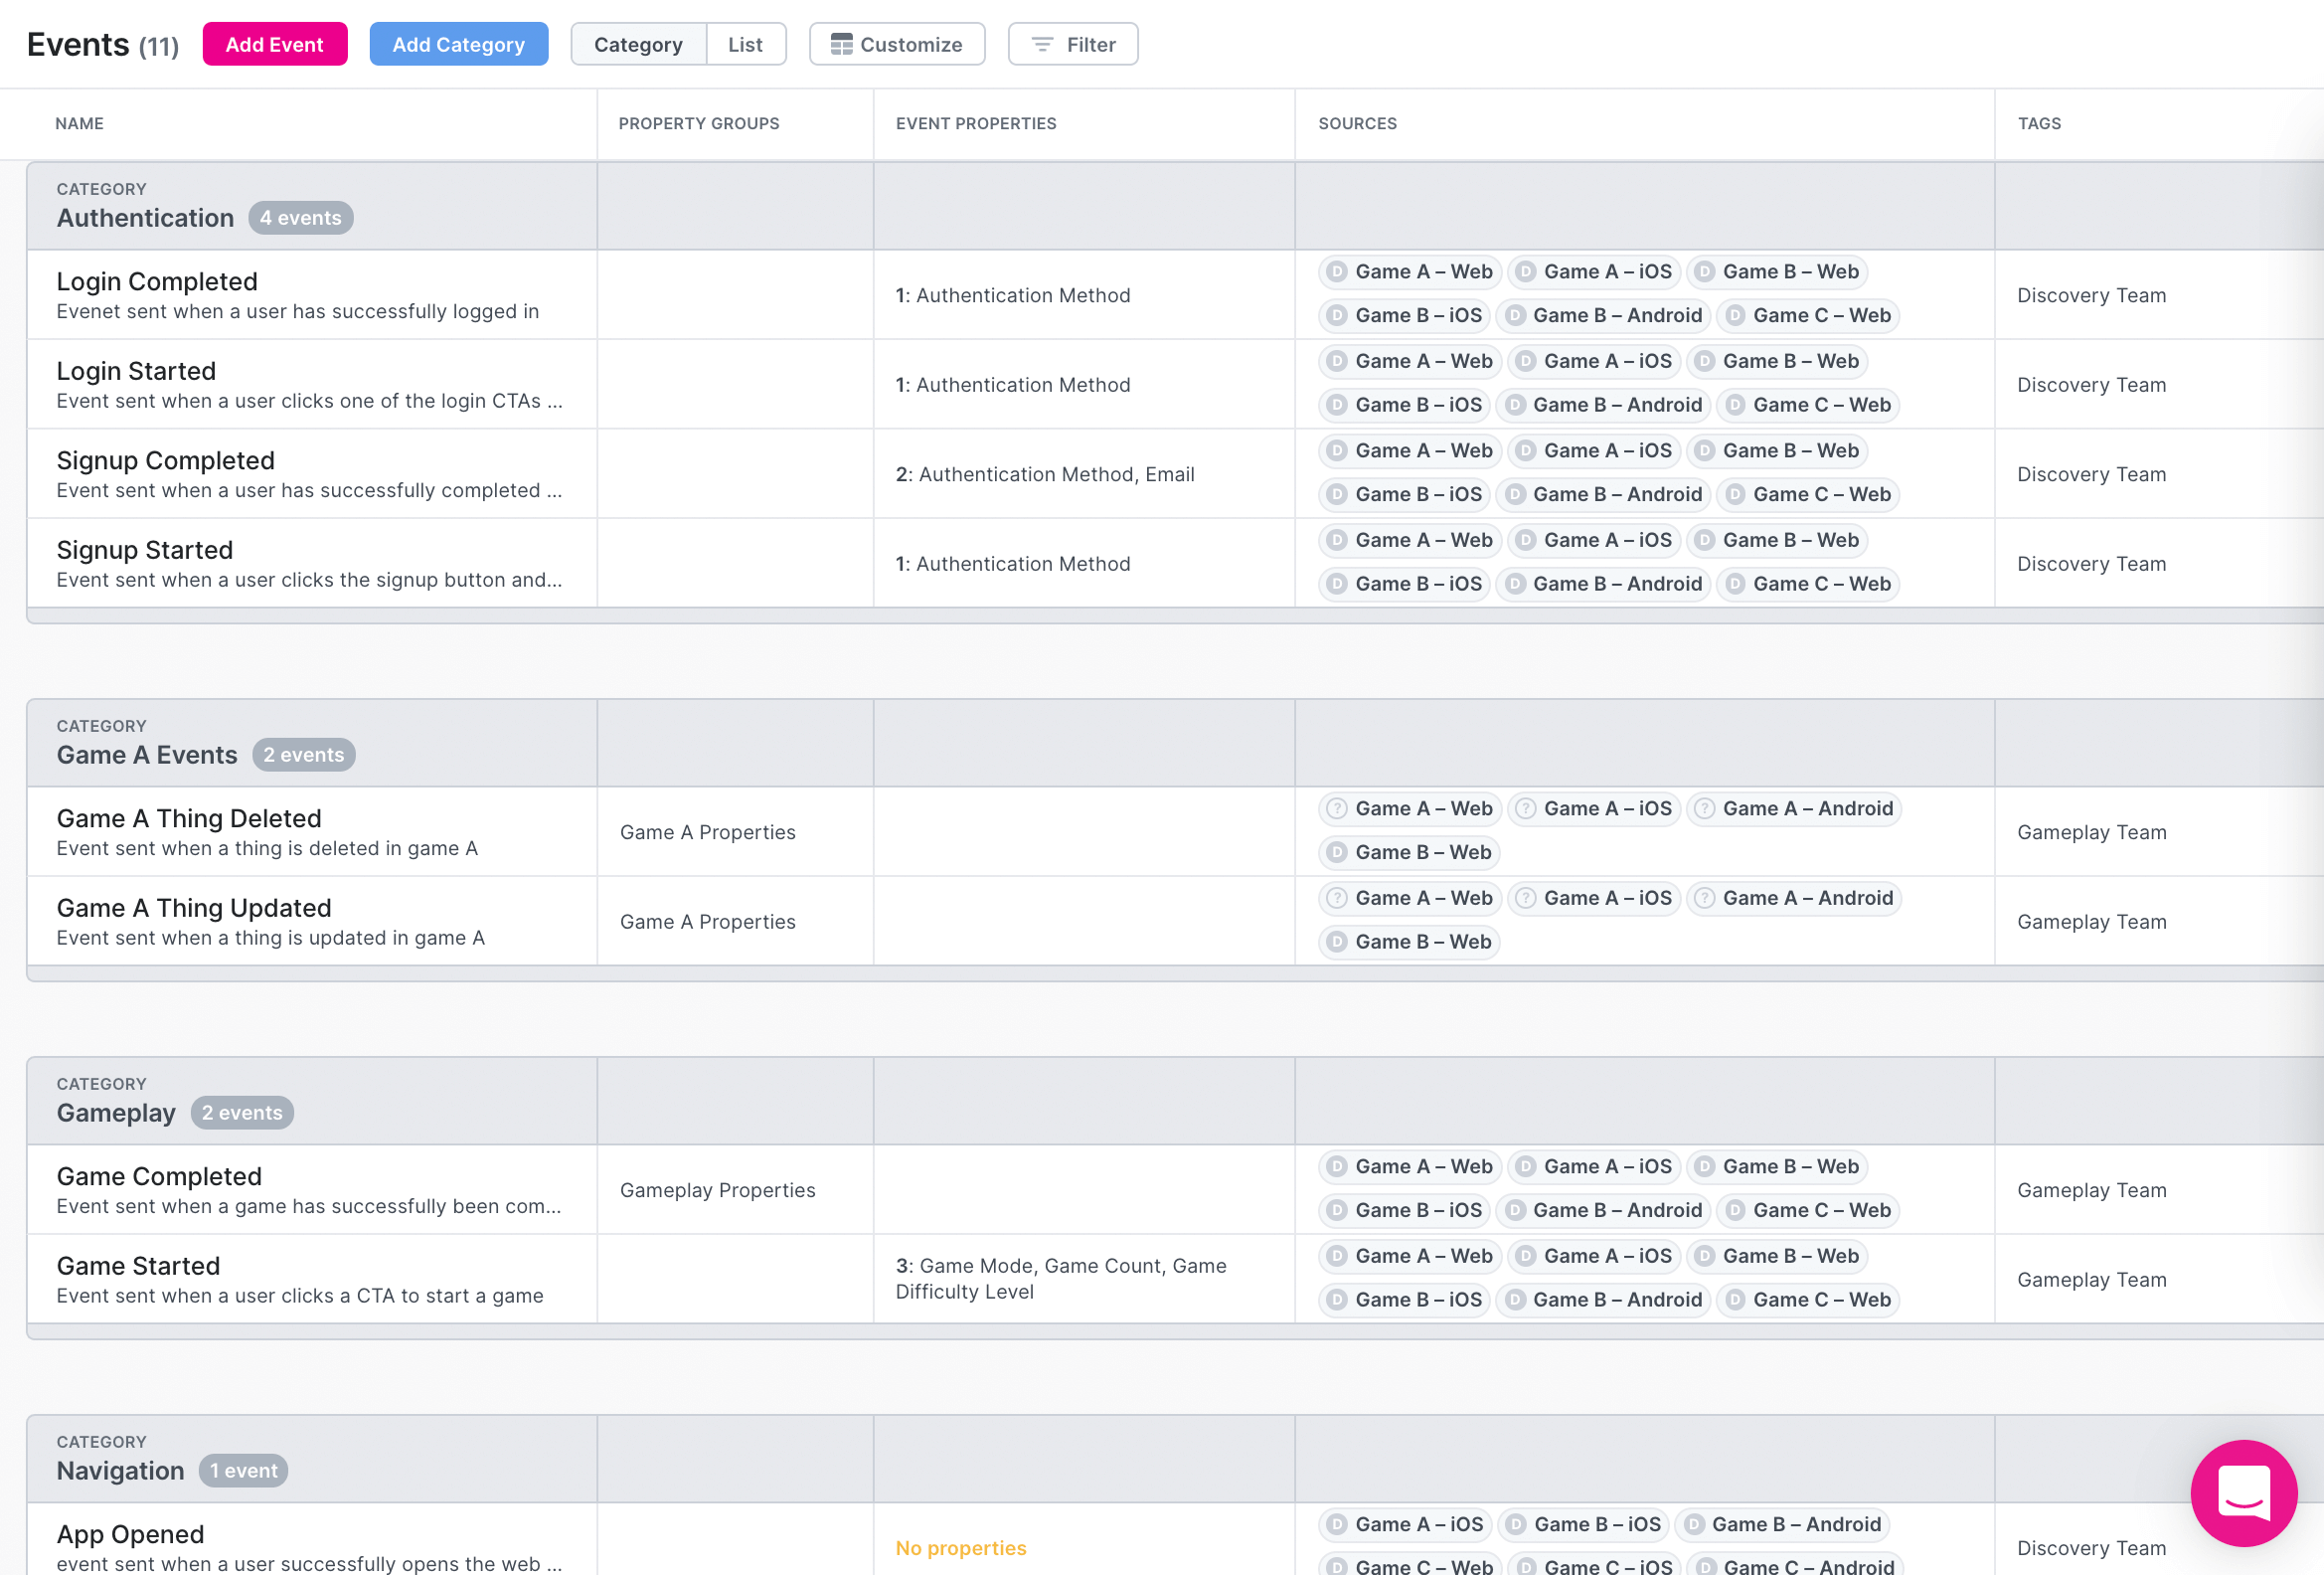 Events (11) Add Event Add Category Category List Customize Filter
NAME PROPERTY GROUPS EVENT PROPERTIES SOURCES TAGS
CATEGORY
Authentication 4 events
Login Completed
Evenet sent when a user has successfully logged in
1: Authentication Method
D Game A – Web D Game A – iOS D Game B – Web
D Game B – iOS D Game B – Android D Game C – Web
Discovery Team
Login Started
Event sent when a user clicks one of the login CTAs ...
1: Authentication Method
D Game A – Web D Game A – iOS D Game B – Web
D Game B – iOS D Game B – Android D Game C – Web
Discovery Team
Signup Completed
Event sent when a user has successfully completed ...
2: Authentication Method, Email
D Game A – Web D Game A – iOS D Game B – Web
D Game B – iOS D Game B – Android D Game C – Web
Discovery Team
Signup Started
Event sent when a user clicks the signup button and...
1: Authentication Method
D Game A – Web D Game A – iOS D Game B – Web
D Game B – iOS D Game B – Android D Game C – Web
Discovery Team
CATEGORY
Game A Events 2 events
Game A Thing Deleted
Event sent when a thing is deleted in game A
Game A Properties
? Game A – Web ? Game A – iOS ? Game A – Android
D Game B – Web
Gameplay Team
Game A Thing Updated
Event sent when a thing is updated in game A
Game A Properties
? Game A – Web ? Game A – iOS ? Game A – Android
D Game B – Web
Gameplay Team
CATEGORY
Gameplay 2 events
Game Completed
Event sent when a game has successfully been com...
Gameplay Properties
D Game A – Web D Game A – iOS D Game B – Web
D Game B – iOS D Game B – Android D Game C – Web
Gameplay Team
Game Started
Event sent when a user clicks a CTA to start a game
3: Game Mode, Game Count, Game
Difficulty Level
D Game A – Web D Game A – iOS D Game B – Web
D Game B – iOS D Game B – Android D Game C – Web
Gameplay Team
CATEGORY
Navigation 1 event
App Opened
event sent when a user successfully opens the web ...
No properties
D Game A – iOS D Game B – iOS D Game B – Android
D Game C – Web D Game C – iOS D Game C – Android
Discovery Team